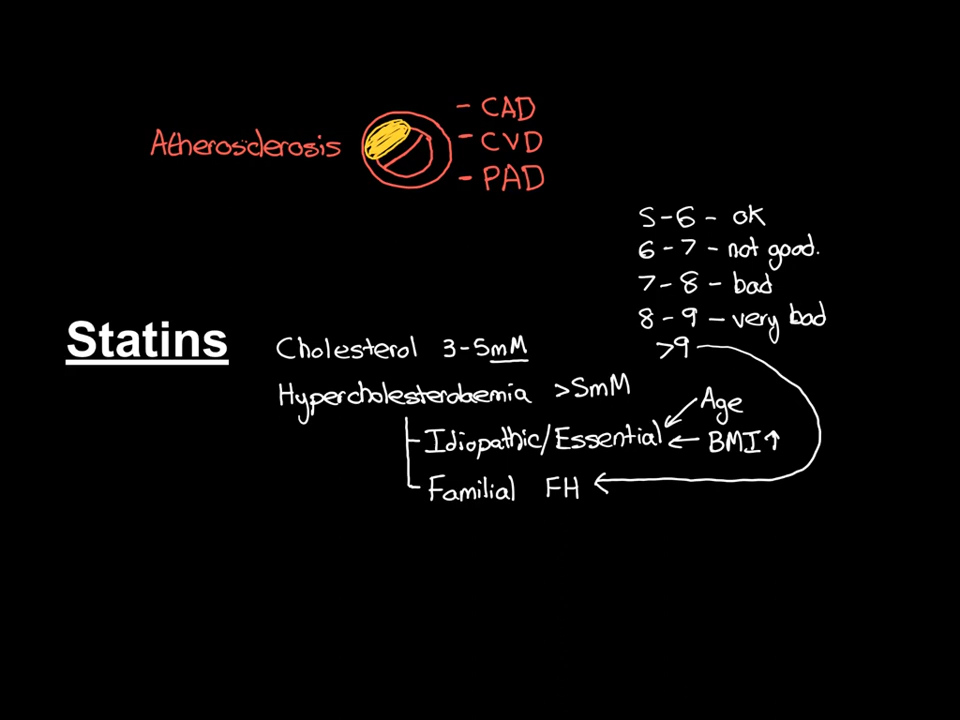 Atherosclerosis
- CAD
- CVD
- PAD
5-6 - ok
6-7 - not good.
7-8 - bad
8-9 - very bad
>9
Statins
Cholesterol 3-5mM
Hypercholesterolaemia >5mM
Idiopathic/Essential
Age
BMI↑
Familial FH